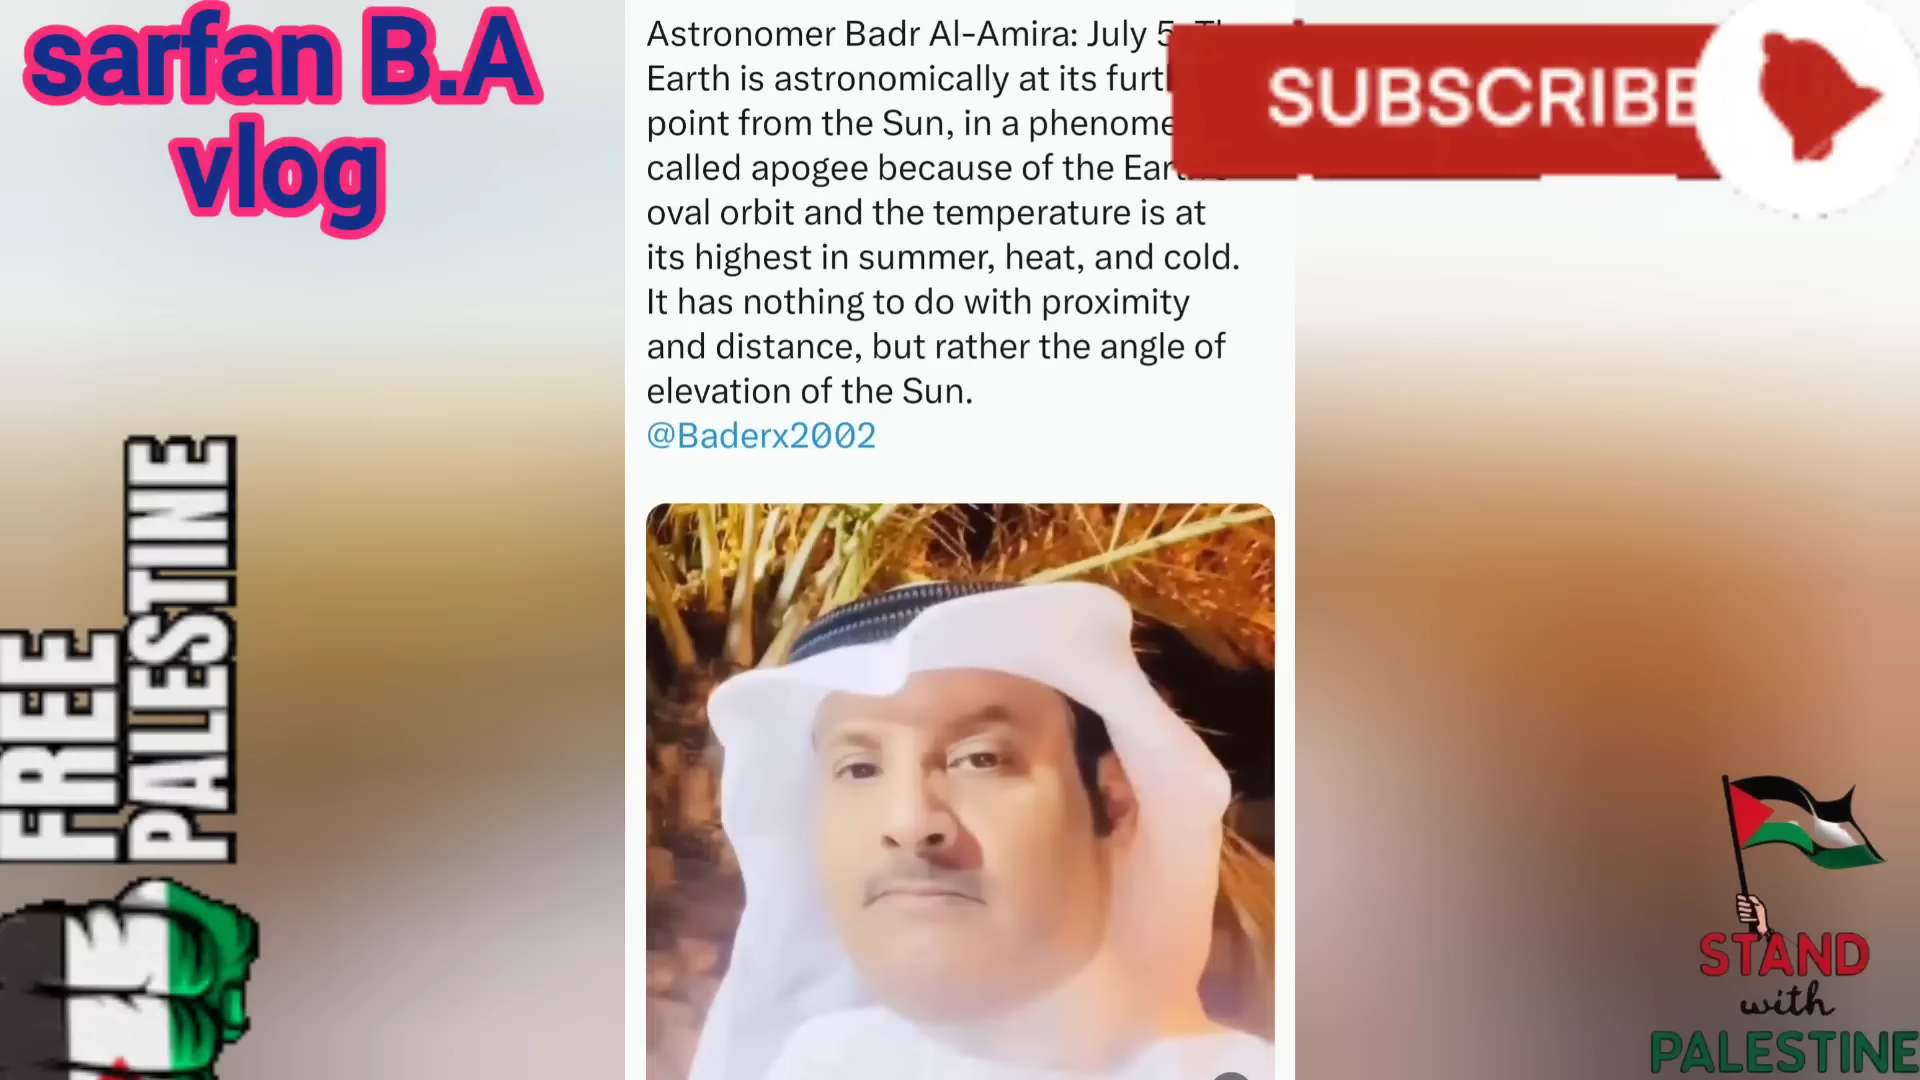 sarfan B.A
vlog
Astronomer Badr Al-Amira: July 5
Earth is astronomically at its
point from the Sun, in a
called apogee because of the
oval orbit and the temperature is at
its highest in summer, heat, and cold.
It has nothing to do with proximity
and distance, but rather the angle of
elevation of the Sun.
@Baderx2002
SUBSCRIBE
FREE
PALESTINE
STAND
with
PALESTINE